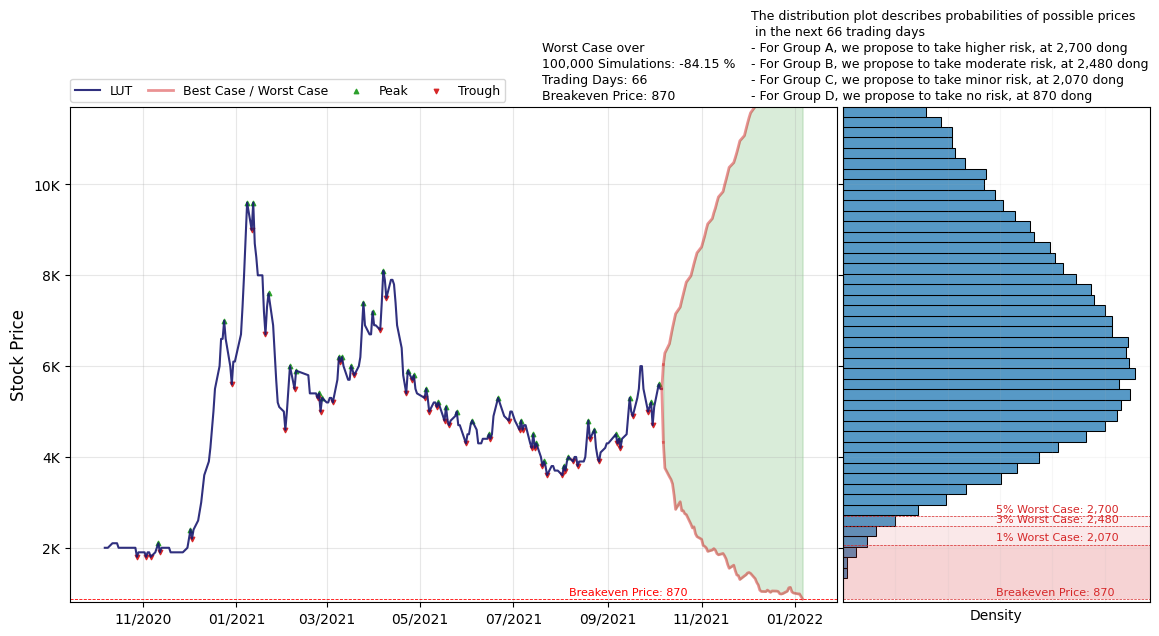 The distribution plot describes probabilities of possible prices
in the next 66 trading days
- For Group A, we propose to take higher risk, at 2,700 dong
- For Group B, we propose to take moderate risk, at 2,480 dong
- For Group C, we propose to take minor risk, at 2,070 dong
- For Group D, we propose to take no risk, at 870 dong
Worst Case over
100,000 Simulations: -84.15 %
Trading Days: 66
Breakeven Price: 870
LUT
Best Case / Worst Case
Peak
Trough
Stock Price
10K
8K
6K
4K
2K
11/2020
01/2021
03/2021
05/2021
07/2021
09/2021
11/2021
01/2022
Breakeven Price: 870
5% Worst Case: 2,700
3% Worst Case: 2,480
1% Worst Case: 2,070
Breakeven Price: 870
Density